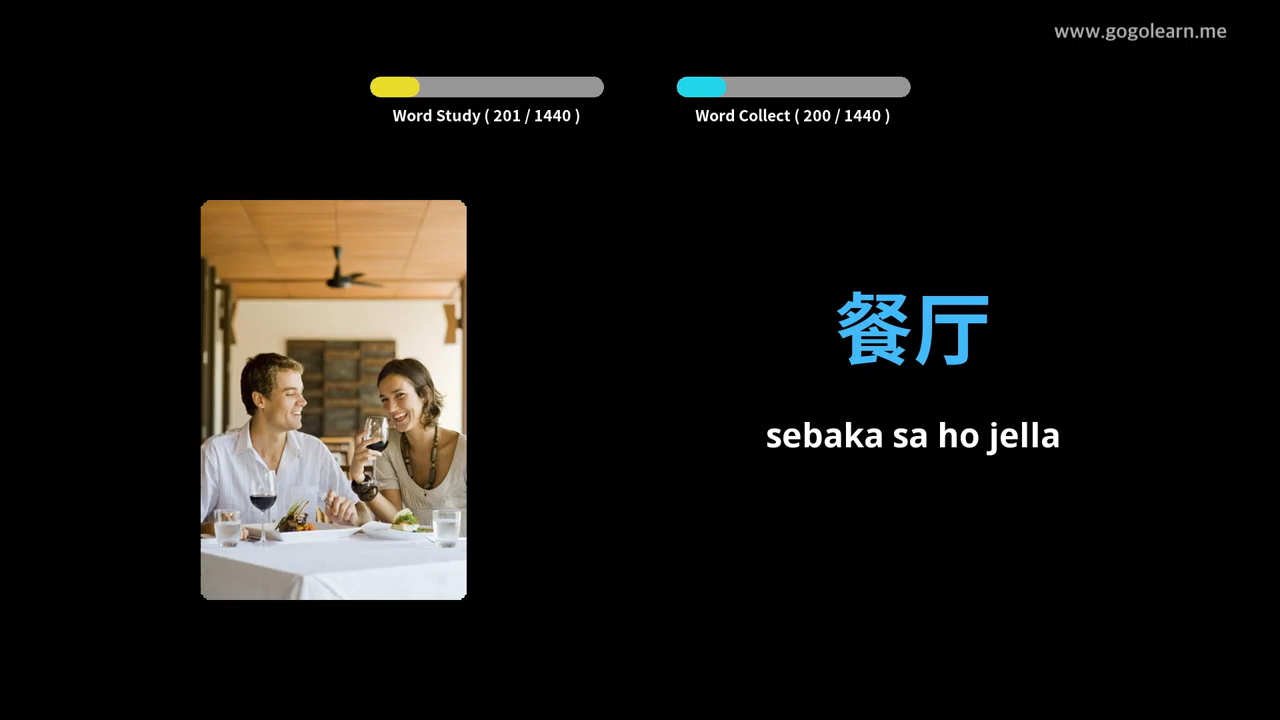 www.gogolearn.me
Word Study ( 201 / 1440 )
Word Collect ( 200 / 1440 )
餐厅
sebaka sa ho jella